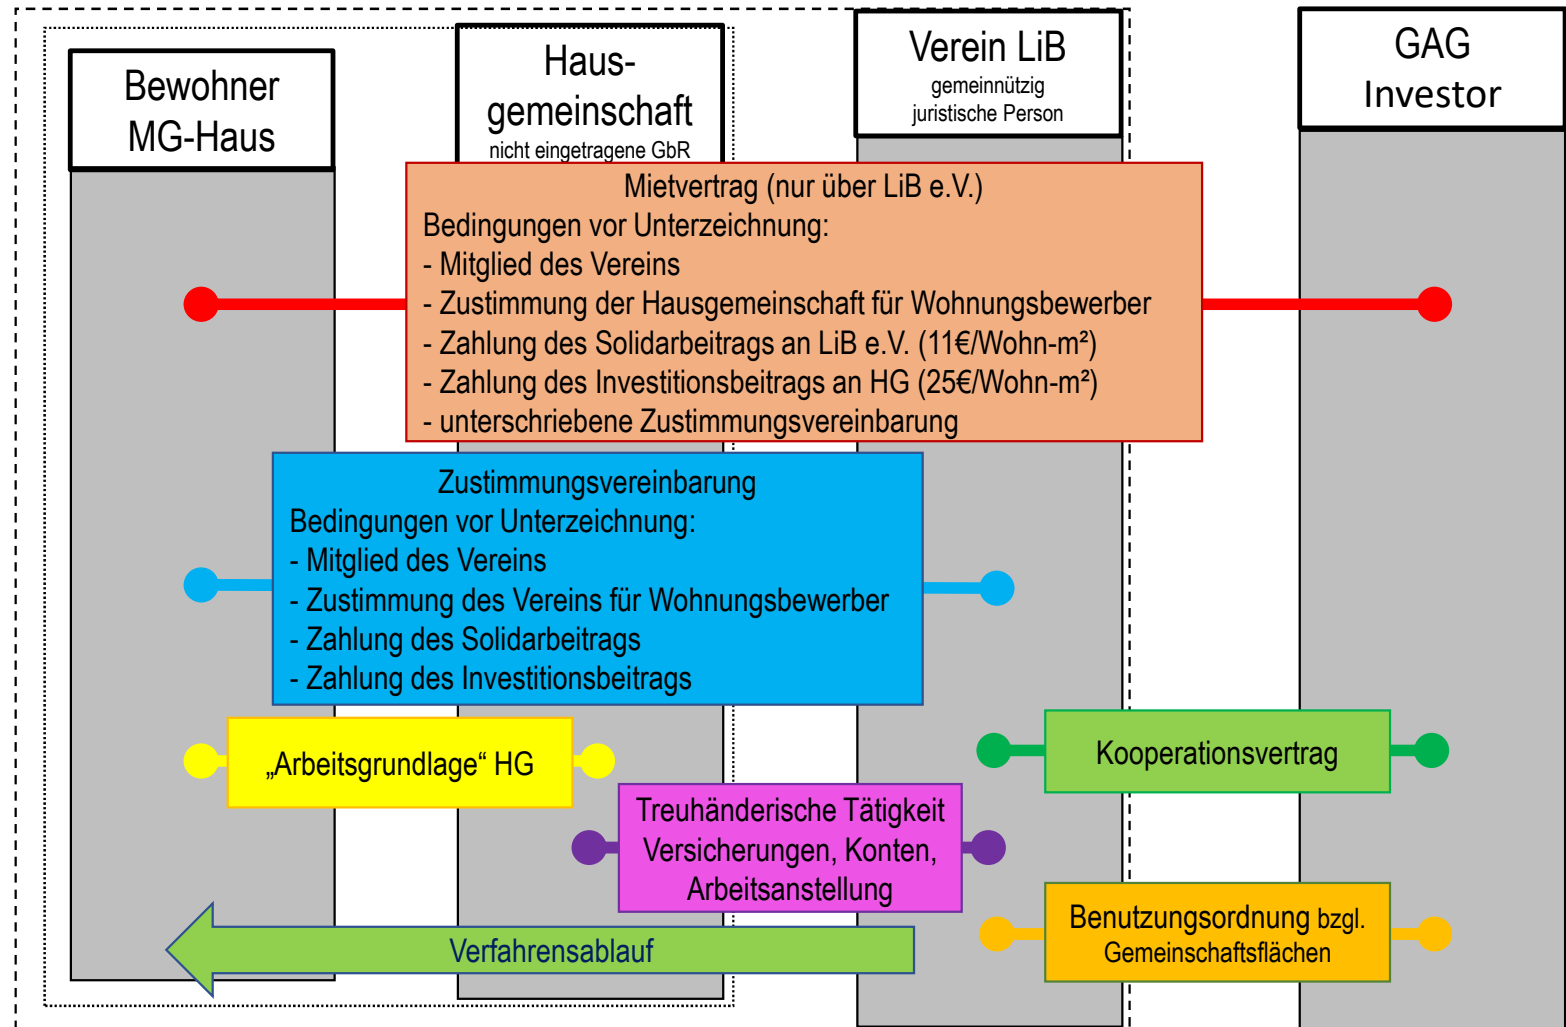 Bewohner
MG-Haus
Haus-
gemeinschaft
nicht eingetragene GbR
Verein LiB
gemeinnützig
juristische Person
GAG
Investor
Mietvertrag (nur über LiB e.V.)
Bedingungen vor Unterzeichnung:
- Mitglied des Vereins
- Zustimmung der Hausgemeinschaft für Wohnungsbewerber
- Zahlung des Solidarbeitrags an LiB e.V. (11€/Wohn-m²)
- Zahlung des Investitionsbeitrags an HG (25€/Wohn-m²)
- unterschriebene Zustimmungsvereinbarung
Zustimmungsvereinbarung
Bedingungen vor Unterzeichnung:
- Mitglied des Vereins
- Zustimmung des Vereins für Wohnungsbewerber
- Zahlung des Solidarbeitrags
- Zahlung des Investitionsbeitrags
„Arbeitsgrundlage“ HG
Kooperationsvertrag
Treuhänderische Tätigkeit
Versicherungen, Konten,
Arbeitsanstellung
Benutzungsordnung bzgl.
Gemeinschaftsflächen
Verfahrensablauf